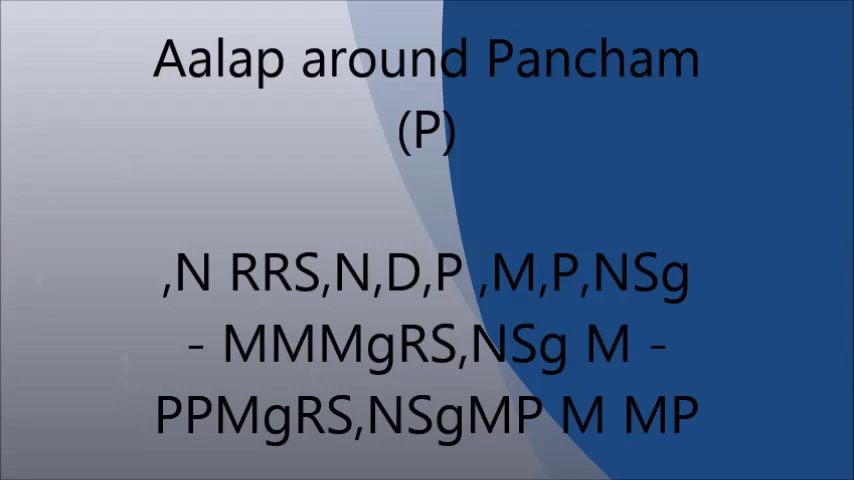 Aalap around Pancham
(P)
,N RRS,N,D,P ,M,P,NSg
- MMMgRS,NSg M -
PPMgRS,NSgMP M MP